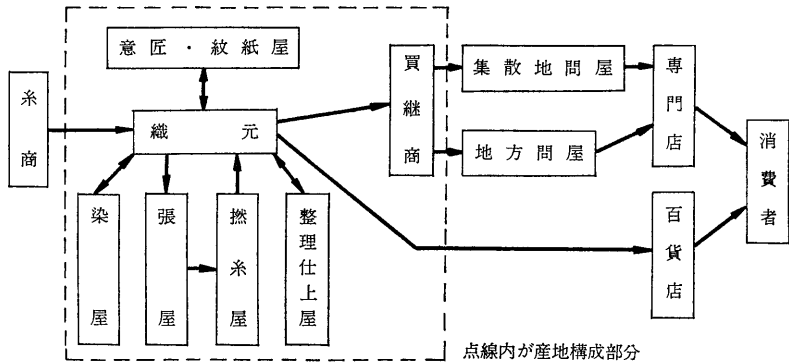 意匠・紋紙屋
糸商
織元
買継商
集散地問屋
専門店
地方問屋
消費者
染屋
張屋
撚糸屋
整理仕上屋
百貨店
点線内が産地構成部分